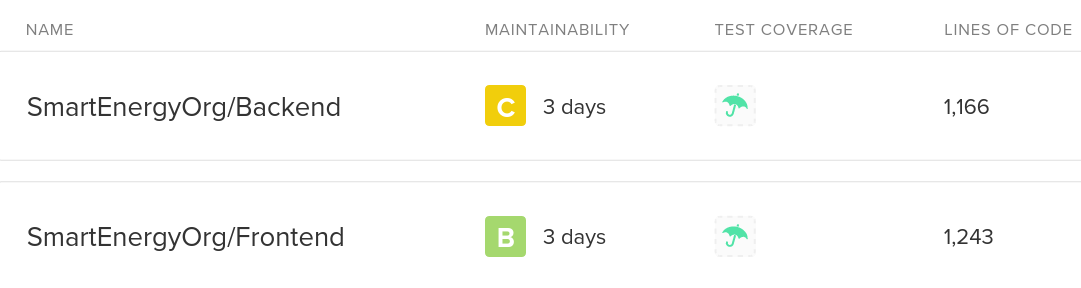 NAME MAINTAINABILITY TEST COVERAGE LINES OF CODE
SmartEnergyOrg/Backend C 3 days 1,166
SmartEnergyOrg/Frontend B 3 days 1,243